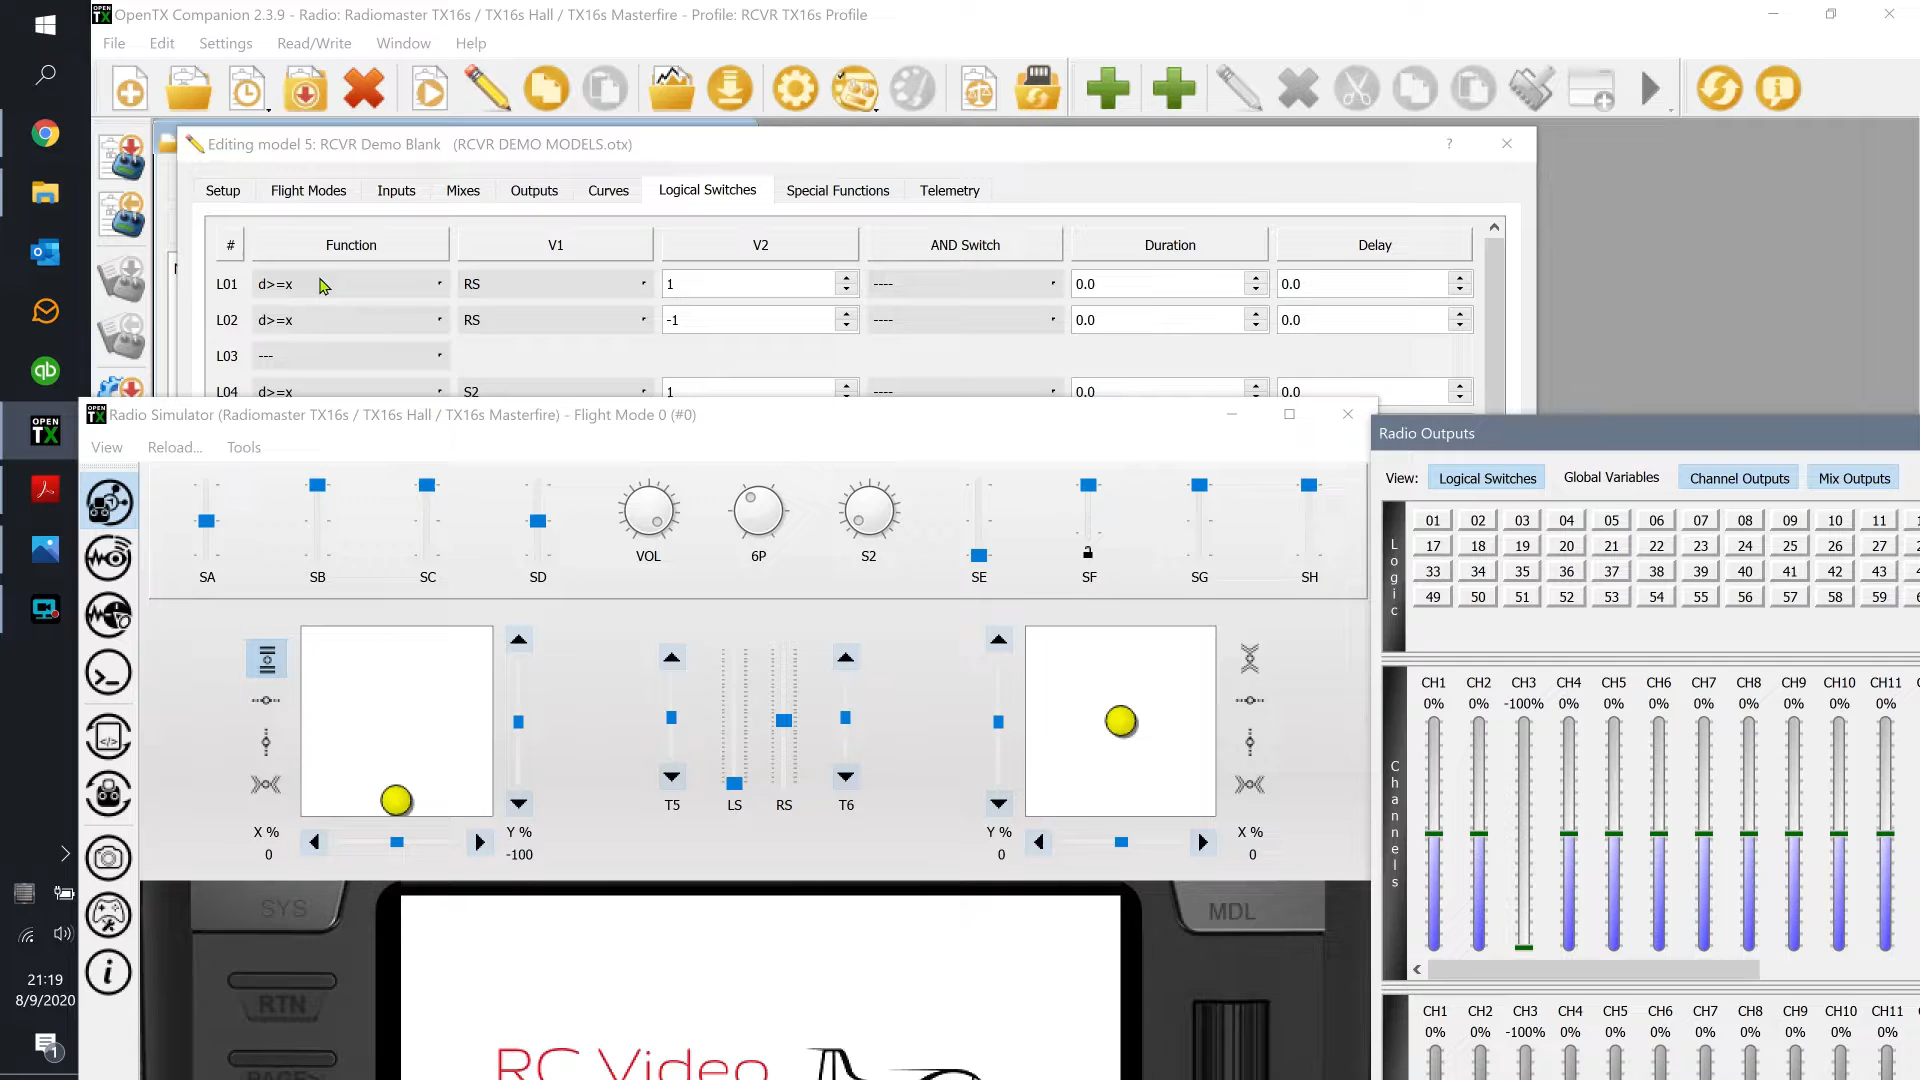 OpenTX Companion 2.3.9 - Radio: Radiomaster TX16s / TX16s Hall / TX16s Masterfire - Profile: RCVR TX16s Profile
File Edit Settings Read/Write Window Help
Editing model 5: RCVR Demo Blank (RCVR DEMO MODELS.otx)
Setup Flight Modes Inputs Mixes Outputs Curves Logical Switches Special Functions Telemetry
# Function V1 V2 AND Switch Duration Delay
L01 d>=x RS 1 ---- 0.0 0.0
L02 d>=x RS -1 ---- 0.0 0.0
L03 ---
L04 d>=x S2 1 ---- 0.0 0.0
Radio Simulator (Radiomaster TX16s / TX16s Hall / TX16s Masterfire) - Flight Mode 0 (#0)
View Reload... Tools
SA SB SC SD VOL 6P S2 SE SF SG SH
T5 LS RS T6
X % Y % Y % X %
0 -100 0 0
SYS MDL
RTN
PAGE>
RC Video
Radio Outputs
View: Logical Switches Global Variables Channel Outputs Mix Outputs
Logic
01 02 03 04 05 06 07 08 09 10 11
17 18 19 20 21 22 23 24 25 26 27
33 34 35 36 37 38 39 40 41 42 43
49 50 51 52 53 54 55 56 57 58 59
Channels
CH1 CH2 CH3 CH4 CH5 CH6 CH7 CH8 CH9 CH10 CH11
0% 0% -100% 0% 0% 0% 0% 0% 0% 0% 0%
CH1 CH2 CH3 CH4 CH5 CH6 CH7 CH8 CH9 CH10 CH11
0% 0% -100% 0% 0% 0% 0% 0% 0% 0% 0%
OPEN
TX
qb
21:19
8/9/2020
1